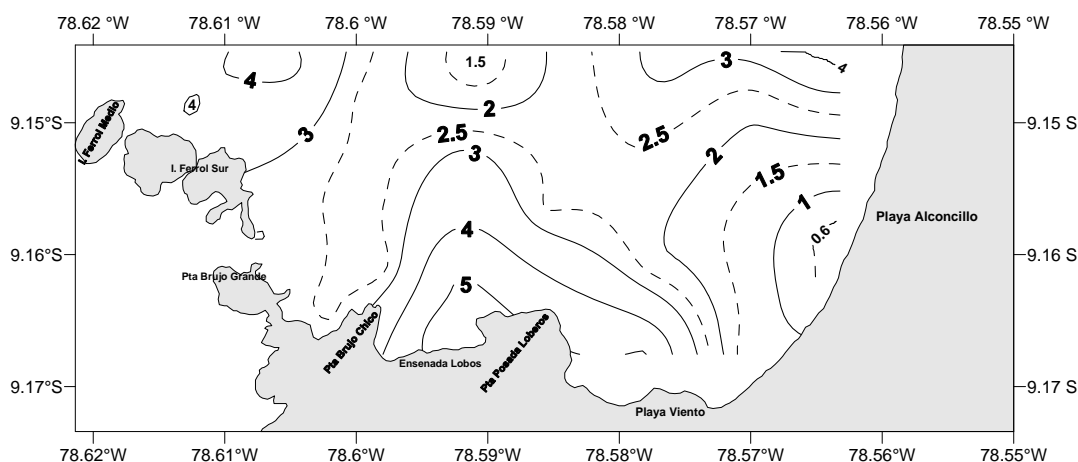 78.62 °W 78.61 °W 78.6 °W 78.59 °W 78.58 °W 78.57 °W 78.56 °W 78.55 °W
4 1.5 3 4
4 2
9.15°S 3 2.5 2.5 9.15 S
I. Ferrol Medio
I. Ferrol Sur 3 2
1.5
1
Playa Alconcillo
4 0.6
9.16°S 9.16 S
Pta Brujo Grande 5
Pta Brujo Chico
Ensenada Lobos
Pta Posada Loberos
9.17°S 9.17 S
Playa Viento
78.62 °W 78.61 °W 78.6 °W 78.59 °W 78.58 °W 78.57 °W 78.56 °W 78.55 °W